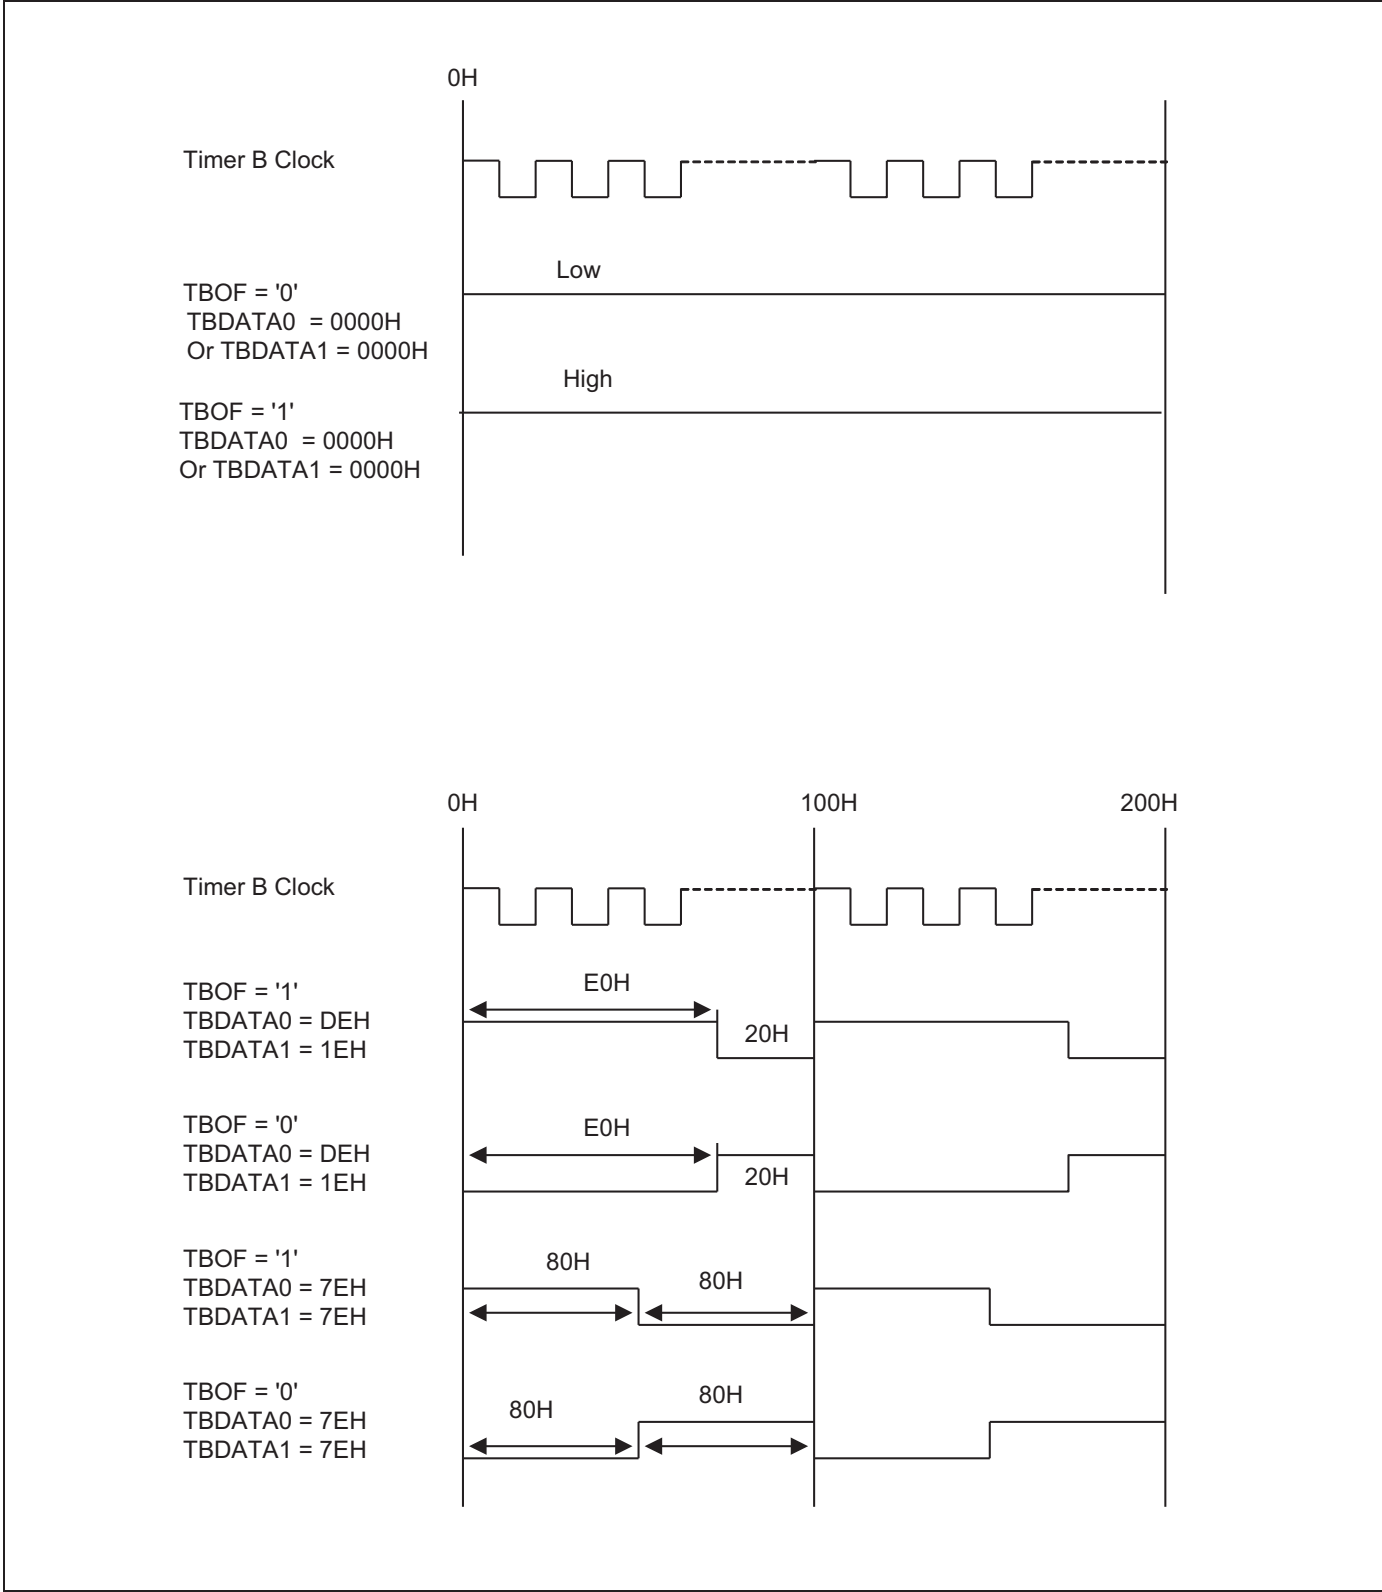 0H
Timer B Clock
Low
TBOF = '0'
TBDATA0 = 0000H
Or TBDATA1 = 0000H
High
TBOF = '1'
TBDATA0 = 0000H
Or TBDATA1 = 0000H
0H 100H 200H
Timer B Clock
E0H
TBOF = '1'
TBDATA0 = DEH
20H
TBDATA1 = 1EH
TBOF = '0'
E0H
TBDATA0 = DEH
20H
TBDATA1 = 1EH
TBOF = '1'
80H
80H
TBDATA0 = 7EH
TBDATA1 = 7EH
TBOF = '0'
80H
80H
TBDATA0 = 7EH
TBDATA1 = 7EH